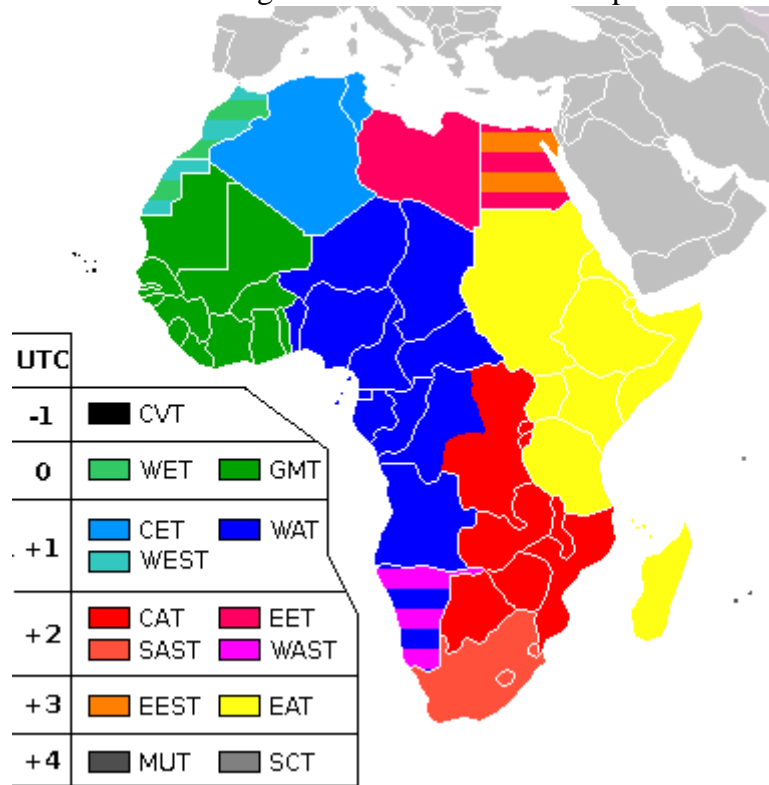 UTC
-1 CVT
0 WET GMT
+1 CET WAT
WEST
+2 CAT EET
SAST WAST
+3 EEST EAT
+4 MUT SCT